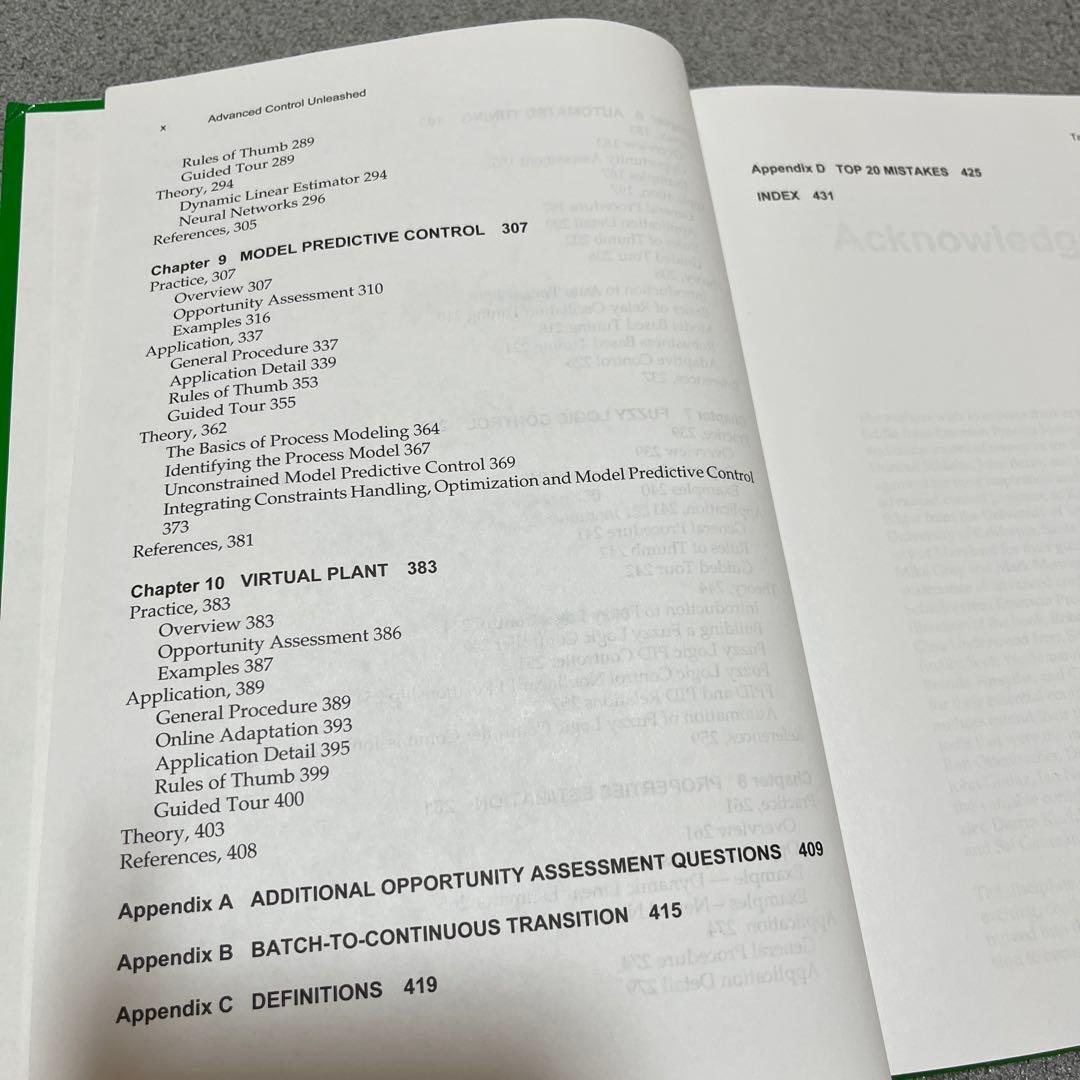 x Advanced Control Unleashed
Rules of Thumb 289
Guided Tour 289
Theory, 294
Dynamic Linear Estimator 294
Neural Networks 296
References, 305
Chapter 9 MODEL PREDICTIVE CONTROL 307
Practice, 307
Overview 307
Opportunity Assessment 310
Examples 316
Application, 337
General Procedure 337
Application Detail 339
Rules of Thumb 353
Guided Tour 355
Theory, 362
The Basics of Process Modeling 364
Identifying the Process Model 367
Unconstrained Model Predictive Control 369
Integrating Constraints Handling, Optimization and Model Predictive Control
373
References, 381
Chapter 10 VIRTUAL PLANT 383
Practice, 383
Overview 383
Opportunity Assessment 386
Examples 387
Application, 389
General Procedure 389
Online Adaptation 393
Application Detail 395
Rules of Thumb 399
Guided Tour 400
Theory, 403
References, 408
Appendix A ADDITIONAL OPPORTUNITY ASSESSMENT QUESTIONS 409
Appendix B BATCH-TO-CONTINUOUS TRANSITION 415
Appendix C DEFINITIONS 419
Appendix D TOP 20 MISTAKES 425
INDEX 431